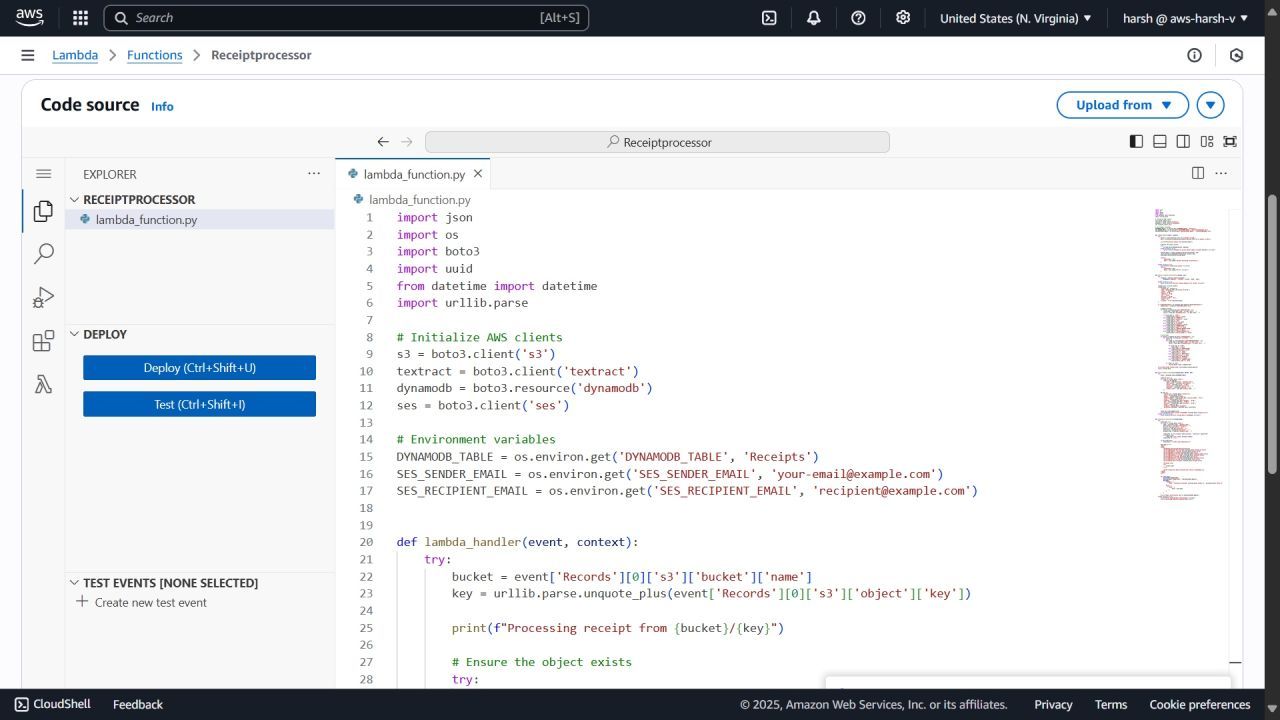 aws
Search
[Alt+S]
United States (N. Virginia)
harsh @ aws-harsh-v
Lambda
Functions
Receiptprocessor
Code source
Info
Upload from
Receiptprocessor
EXPLORER
RECEIPTPROCESSOR
lambda_function.py
DEPLOY
Deploy (Ctrl+Shift+U)
Test (Ctrl+Shift+I)
TEST EVENTS [NONE SELECTED]
Create new test event
lambda_function.py
lambda_function.py
1 import json
2 import os
3 import boto3
4 import uuid
5 from datetime import datetime
6 import urllib.parse
7
8 # Initialize AWS clients
9 s3 = boto3.client('s3')
10 textract = boto3.client('textract')
11 dynamodb = boto3.resource('dynamodb')
12 ses = boto3.client('ses')
13
14 # Environment variables
15 DYNAMODB_TABLE = os.environ.get('DYNAMODB_TABLE', 'Receipts')
16 SES_SENDER_EMAIL = os.environ.get('SES_SENDER_EMAIL', 'your-email@example.com')
17 SES_RECIPIENT_EMAIL = os.environ.get('SES_RECIPIENT_EMAIL', 'recipient@example.com')
18
19
20 def lambda_handler(event, context):
21 try:
22 bucket = event['Records'][0]['s3']['bucket']['name']
23 key = urllib.parse.unquote_plus(event['Records'][0]['s3']['object']['key'])
24
25 print(f"Processing receipt from {bucket}/{key}")
26
27 # Ensure the object exists
28 try:
CloudShell
Feedback
© 2025, Amazon Web Services, Inc. or its affiliates.
Privacy
Terms
Cookie preferences